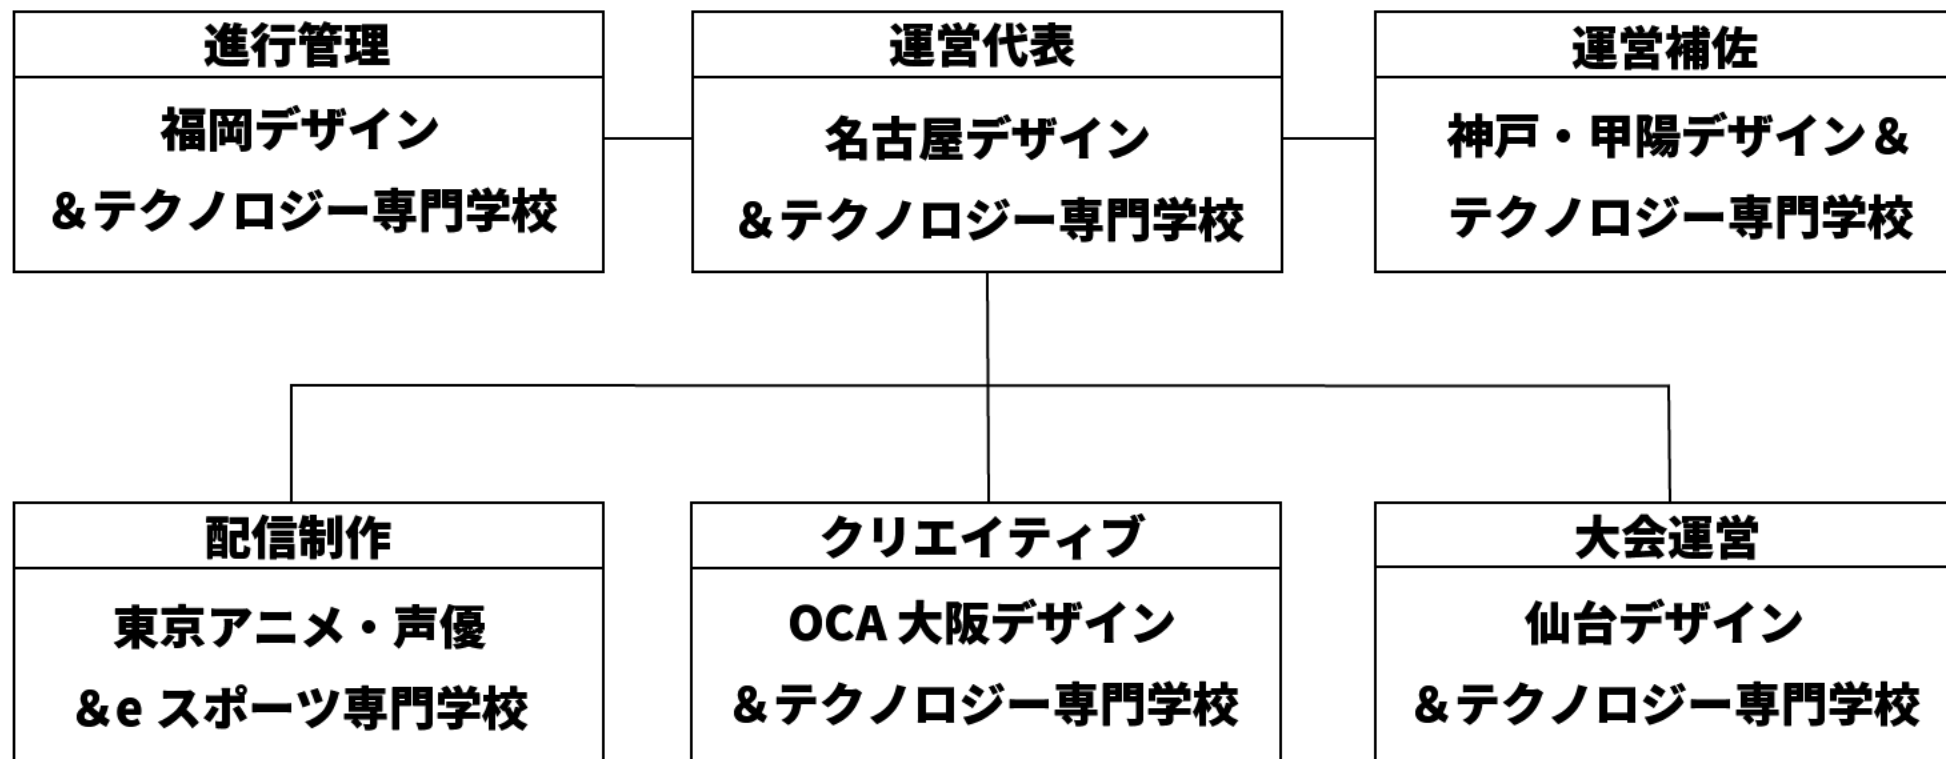 進行管理
福岡デザイン
&テクノロジー専門学校
運営代表
名古屋デザイン
&テクノロジー専門学校
運営補佐
神戸・甲陽デザイン&
テクノロジー専門学校
配信制作
東京アニメ・声優
&e スポーツ専門学校
クリエイティブ
OCA 大阪デザイン
&テクノロジー専門学校
大会運営
仙台デザイン
&テクノロジー専門学校